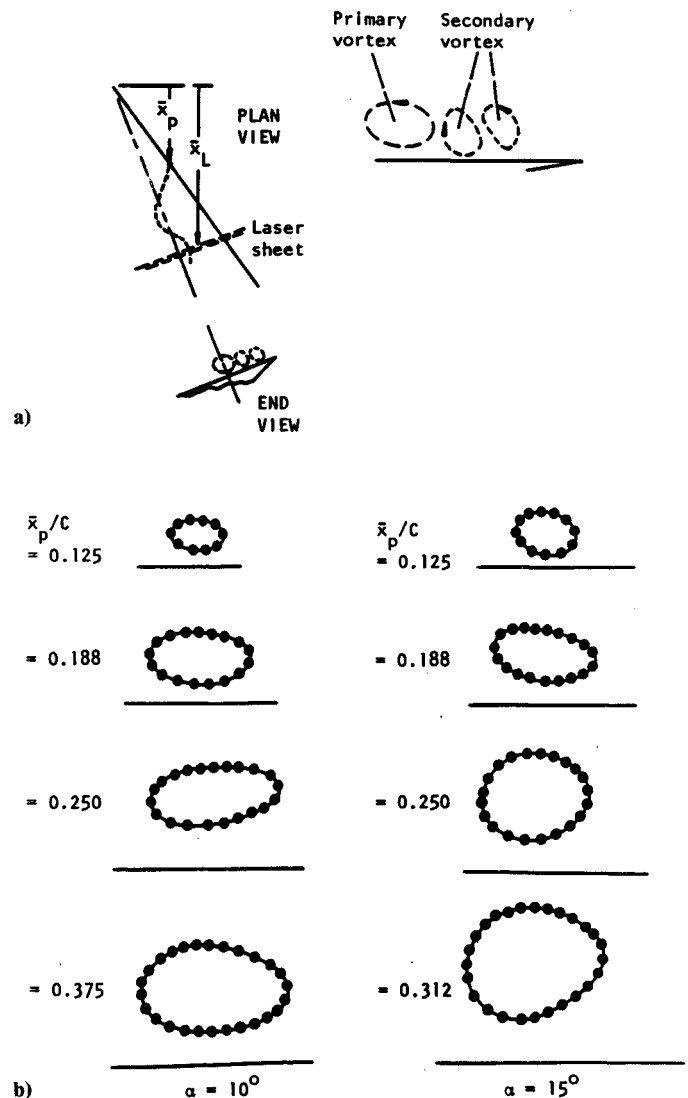 Primary vortex
Secondary vortex
x̄p
PLAN VIEW
x̄L
Laser sheet
END VIEW
a)
x̄p/C = 0.125
x̄p/C = 0.125
= 0.188
= 0.188
= 0.250
= 0.250
= 0.375
= 0.312
b)
α = 10°
α = 15°